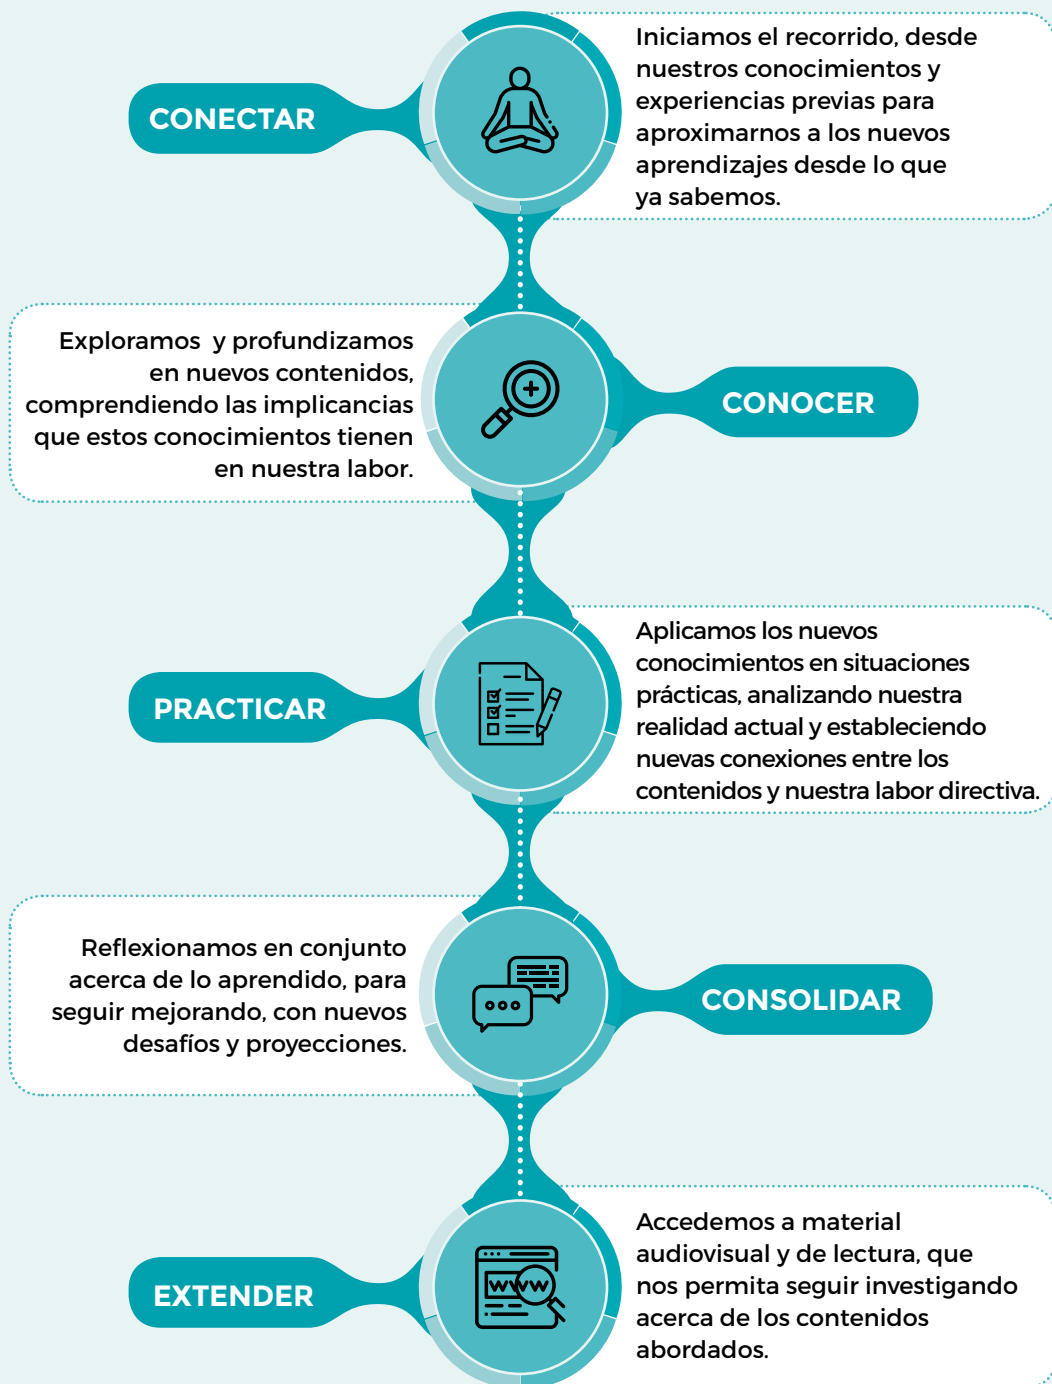 CONECTAR
Iniciamos el recorrido, desde
nuestros conocimientos y
experiencias previas para
aproximarnos a los nuevos
aprendizajes desde lo que
ya sabemos.
Exploramos y profundizamos
en nuevos contenidos,
comprendiendo las implicancias
que estos conocimientos tienen
en nuestra labor.
CONOCER
PRACTICAR
Aplicamos los nuevos
conocimientos en situaciones
prácticas, analizando nuestra
realidad actual y estableciendo
nuevas conexiones entre los
contenidos y nuestra labor directiva.
Reflexionamos en conjunto
acerca de lo aprendido, para
seguir mejorando, con nuevos
desafíos y proyecciones.
CONSOLIDAR
EXTENDER
www
Accedemos a material
audiovisual y de lectura, que
nos permita seguir investigando
acerca de los contenidos
abordados.